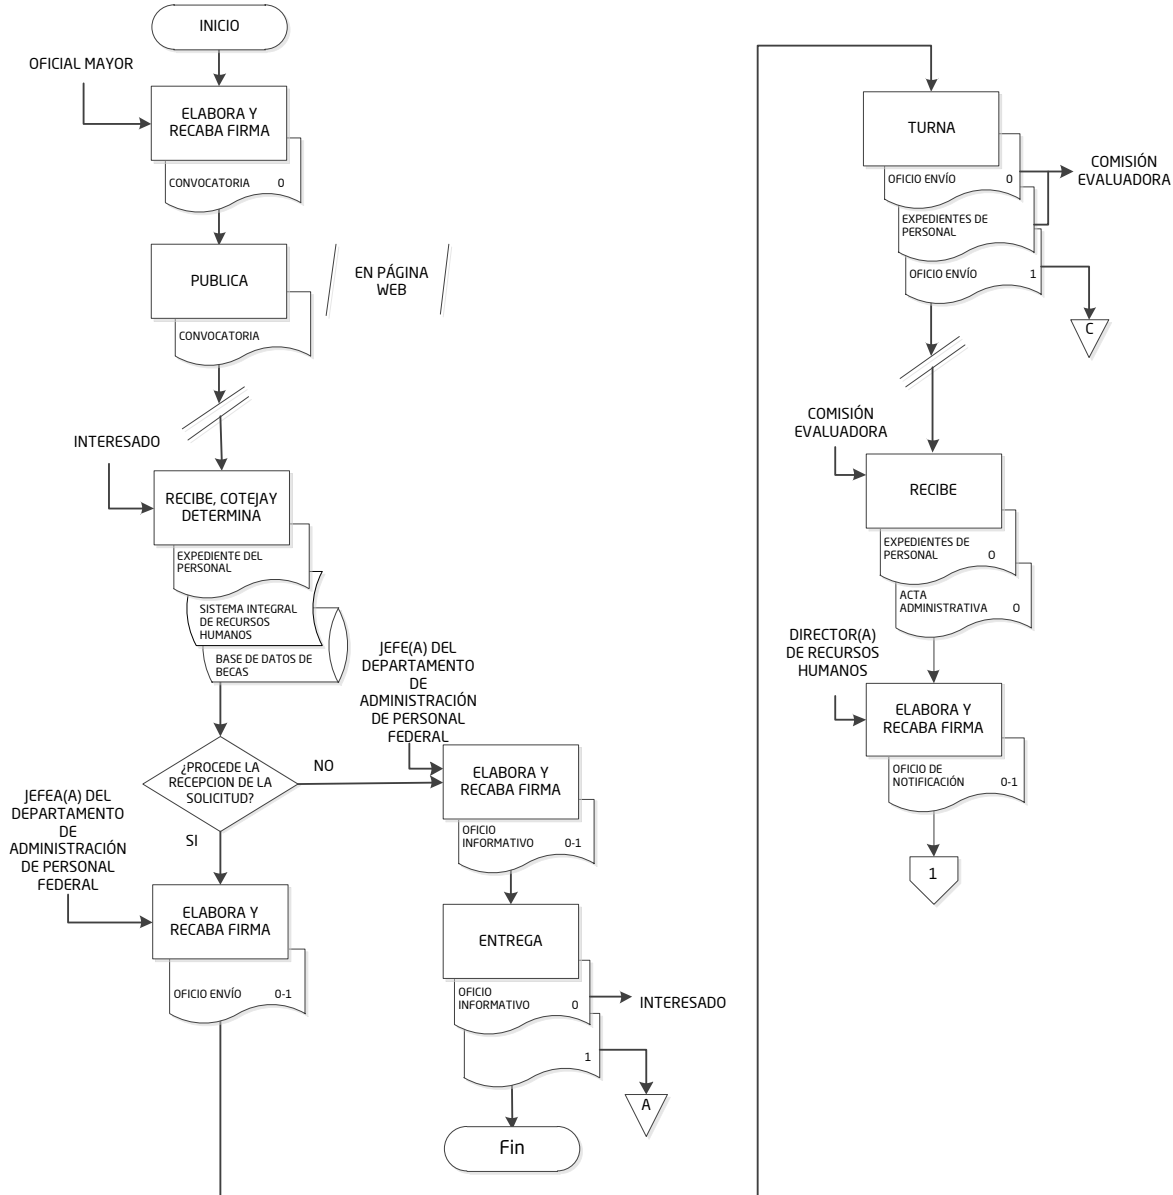 INICIO
OFICIAL MAYOR
ELABORA Y
RECABA FIRMA
CONVOCATORIA 0
PUBLICA
EN PÁGINA
WEB
CONVOCATORIA
INTERESADO
RECIBE, COTEJAY
DETERMINA
EXPEDIENTE DEL
PERSONAL
SISTEMA INTEGRAL
DE RECURSOS
HUMANOS
BASE DE DATOS DE
BECAS
¿PROCEDE LA
RECEPCION DE LA
SOLICITUD?
NO
SI
JEFE(A) DEL
DEPARTAMENTO
DE
ADMINISTRACIÓN
DE PERSONAL
FEDERAL
ELABORA Y
RECABA FIRMA
OFICIO
INFORMATIVO 0-1
ENTREGA
OFICIO
INFORMATIVO 0
INTERESADO
1
A
Fin
JEFEA(A) DEL
DEPARTAMENTO
DE
ADMINISTRACIÓN
DE PERSONAL
FEDERAL
ELABORA Y
RECABA FIRMA
OFICIO ENVÍO 0-1
TURNA
OFICIO ENVÍO 0
COMISIÓN
EVALUADORA
EXPEDIENTES DE
PERSONAL
OFICIO ENVÍO 1
C
COMISIÓN
EVALUADORA
RECIBE
EXPEDIENTES DE
PERSONAL 0
ACTA
ADMINISTRATIVA 0
DIRECTOR(A)
DE RECURSOS
HUMANOS
ELABORA Y
RECABA FIRMA
OFICIO DE
NOTIFICACIÓN 0-1
1